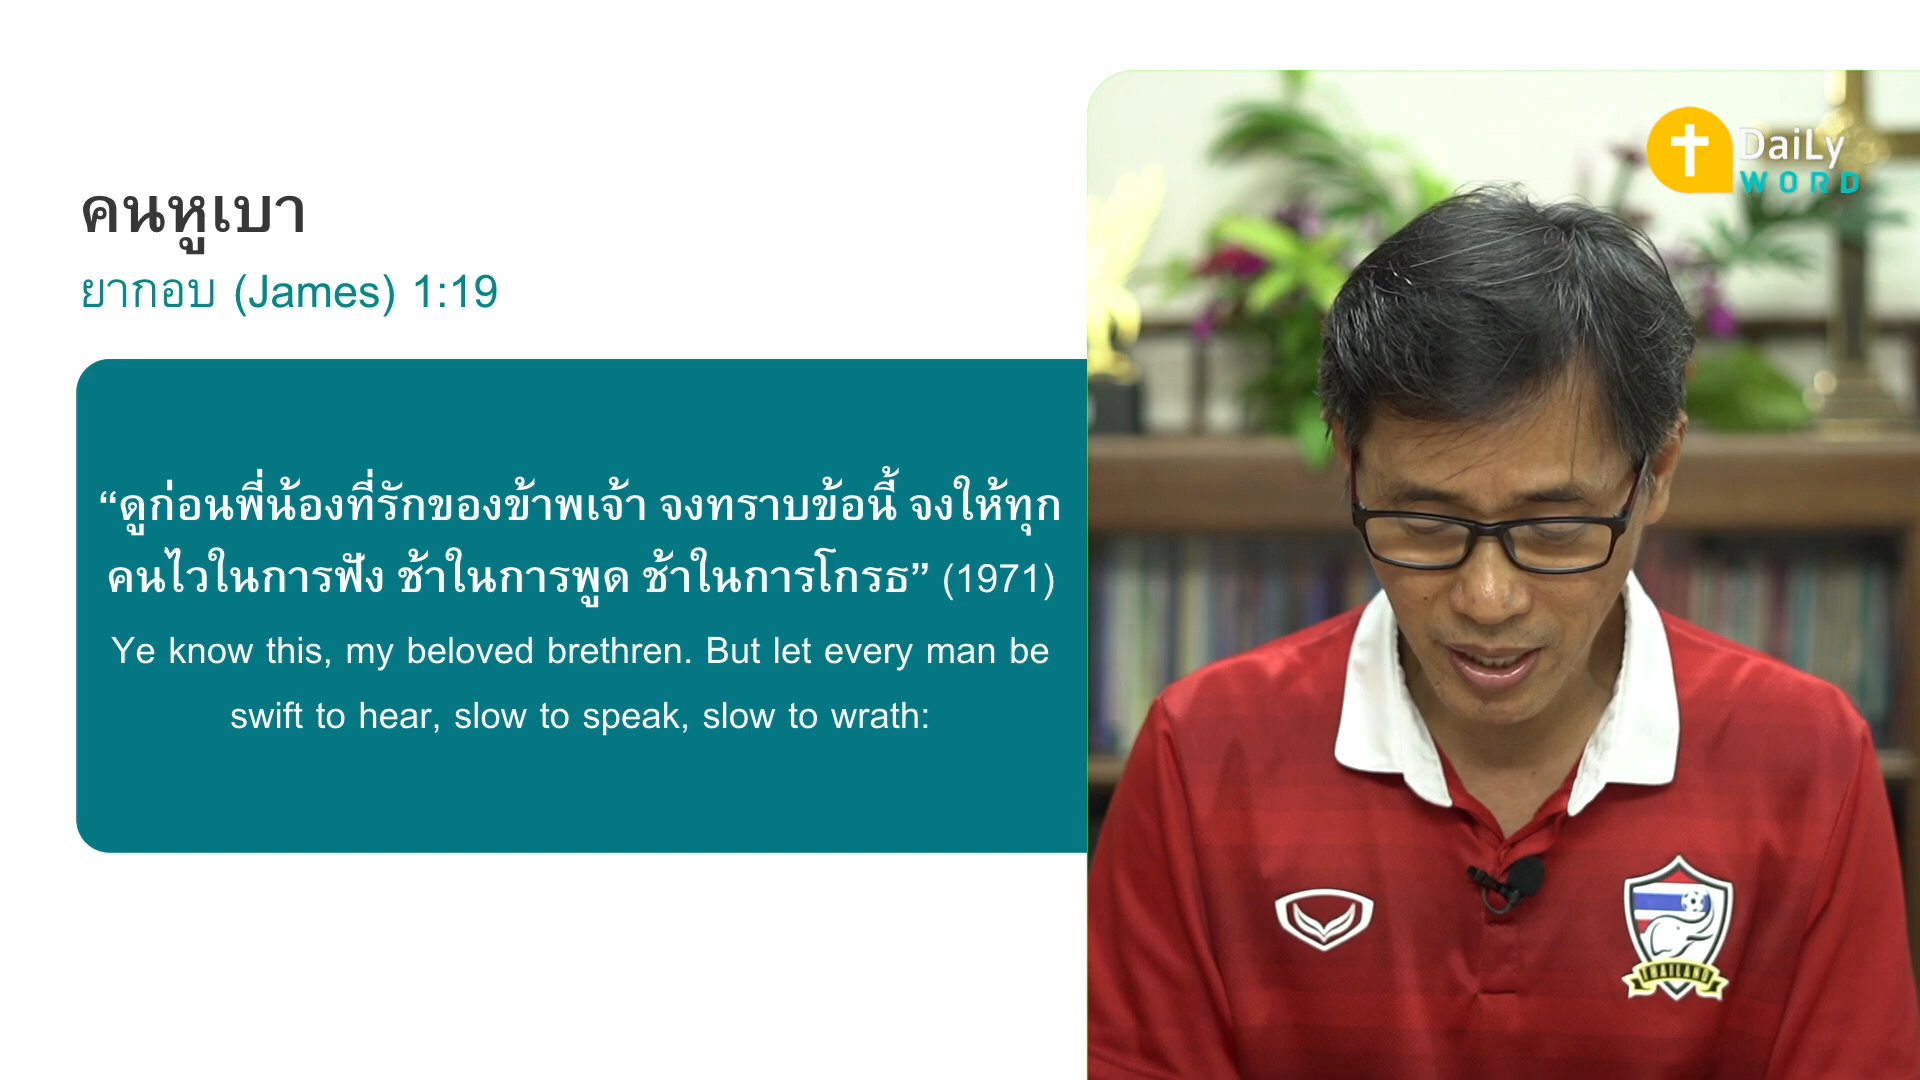 คนหูเบา
ยากอบ (James) 1:19
“ดูก่อนพี่น้องที่รักของข้าพเจ้า จงทราบข้อนี้ จงให้ทุก
คนไวในการฟัง ช้าในการพูด ช้าในการโกรธ” (1971)
Ye know this, my beloved brethren. But let every man be
swift to hear, slow to speak, slow to wrath:
DaiLy
WORD
THAILAND